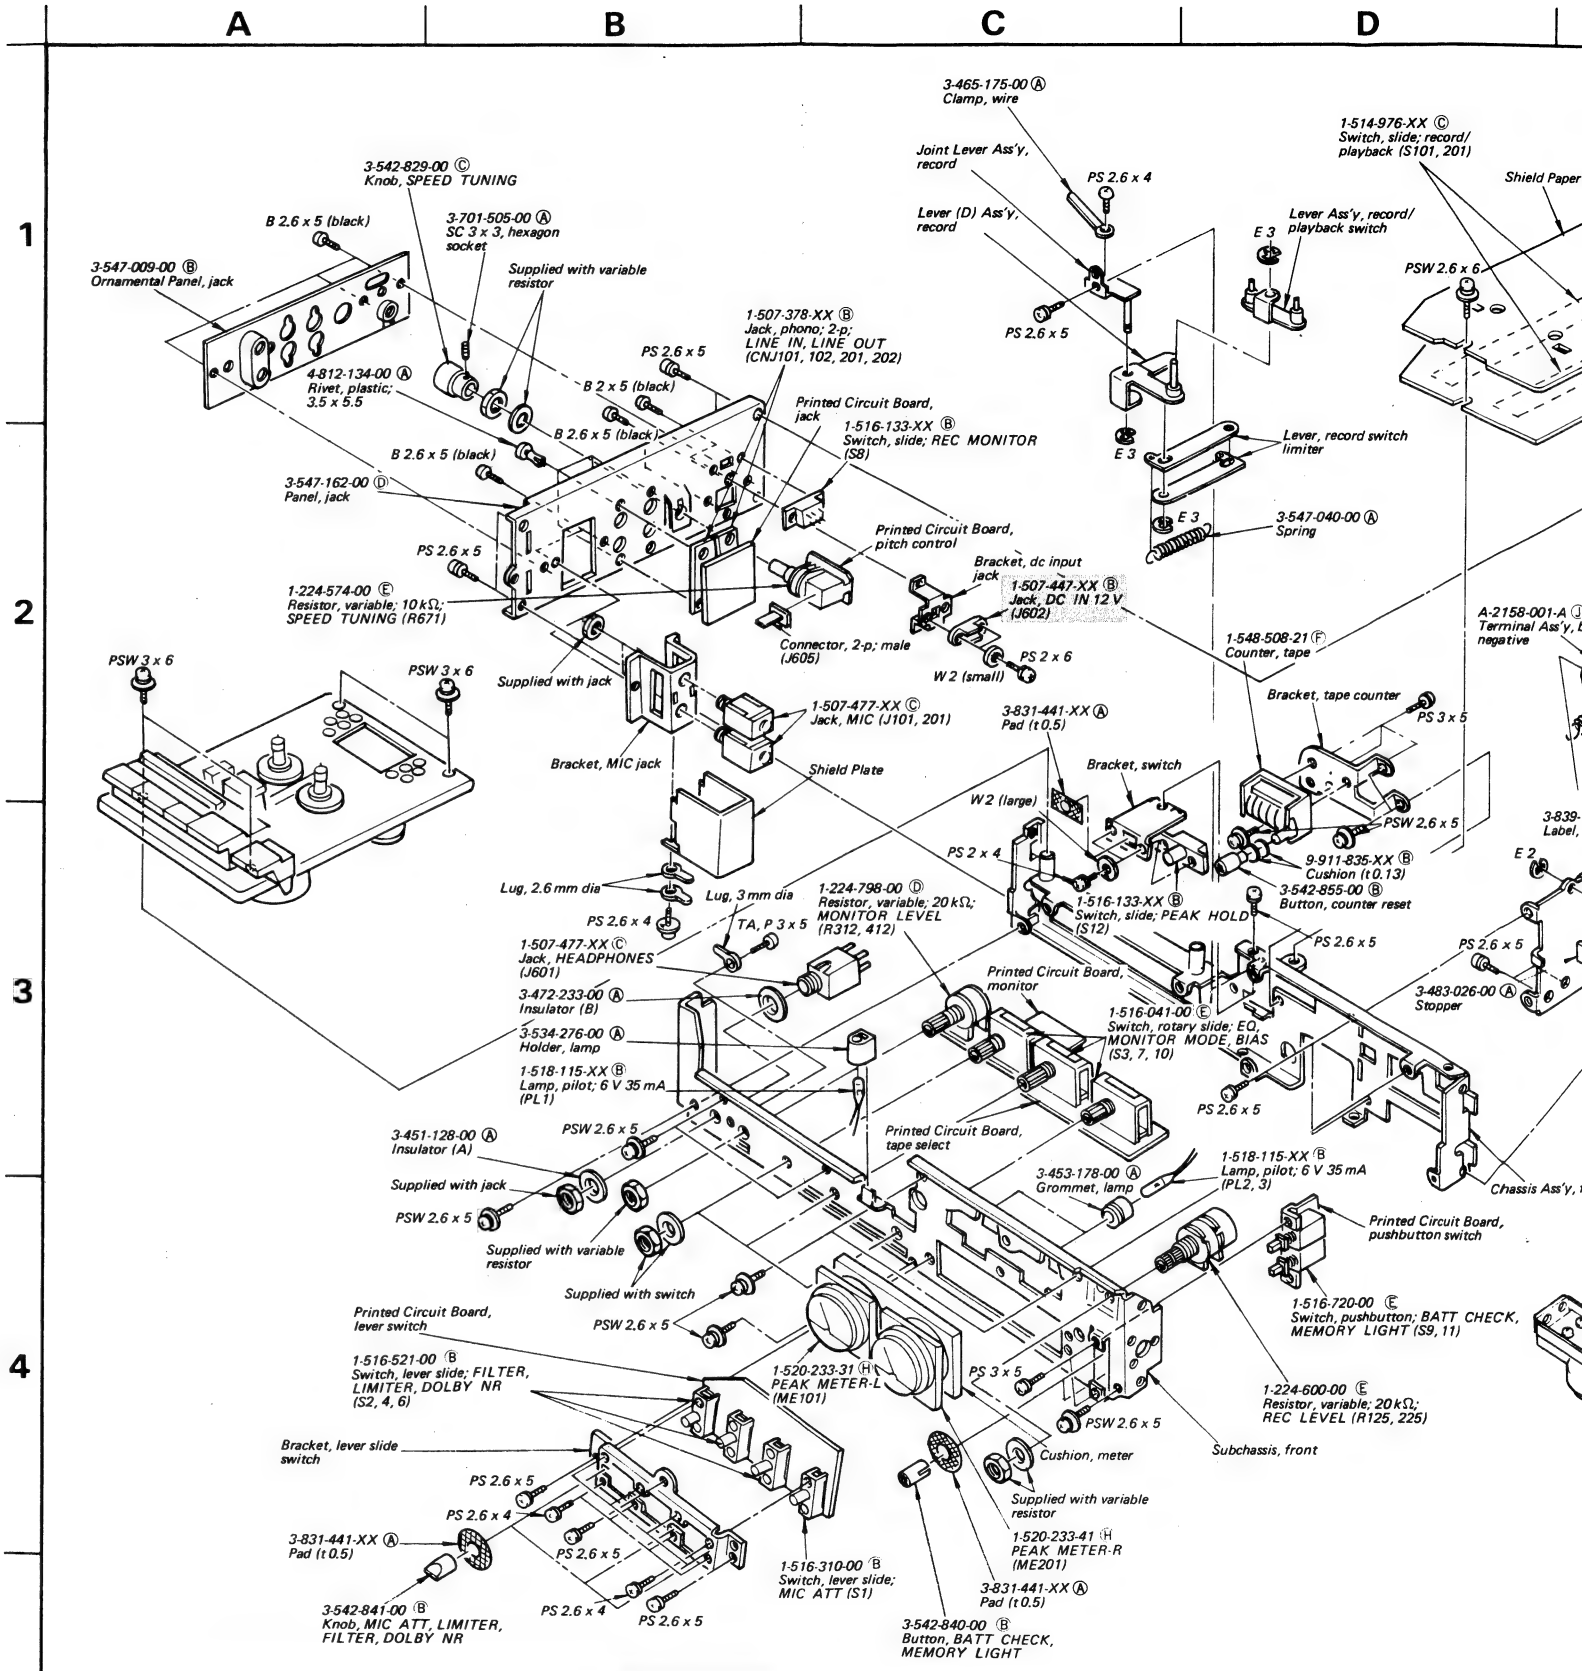 A
B
C
D
1
2
3
4
3-465-175-00 Ⓐ
Clamp, wire
1-514-976-XX Ⓒ
Switch, slide; record/
playback (S101, 201)
Joint Lever Ass'y,
record
PS 2.6 x 4
Shield Paper
3-542-829-00 Ⓒ
Knob, SPEED TUNING
Lever (D) Ass'y,
record
Lever Ass'y, record/
playback switch
E 3
B 2.6 x 5 (black)
3-701-505-00 Ⓐ
SC 3 x 3, hexagon
socket
3-547-009-00 Ⓑ
Ornamental Panel, jack
Supplied with variable
resistor
PSW 2.6 x 6
1-507-378-XX Ⓑ
Jack, phono; 2-p;
LINE IN, LINE OUT
(CNJ101, 102, 201, 202)
PS 2.6 x 5
PS 2.6 x 5
4-812-134-00 Ⓐ
Rivet, plastic;
3.5 x 5.5
B 2 x 5 (black)
Printed Circuit Board,
jack
B 2.6 x 5 (black)
1-516-133-XX Ⓑ
Switch, slide; REC MONITOR
(S8)
B 2.6 x 5 (black)
E 3
Lever, record switch
limiter
3-547-162-00 Ⓓ
Panel, jack
E 3
3-547-040-00 Ⓐ
Spring
PS 2.6 x 5
Printed Circuit Board,
pitch control
Bracket, dc input
jack
1-507-447-XX Ⓑ
Jack, DC IN 12 V
(J602)
1-224-574-00 Ⓔ
Resistor, variable; 10 kΩ;
SPEED TUNING (R671)
A-2158-001-A Ⓙ
Terminal Ass'y, b
negative
Connector, 2-p; male
(J605)
1-548-508-21 Ⓕ
Counter, tape
PS 2 x 6
W 2 (small)
PSW 3 x 6
PSW 3 x 6
Supplied with jack
Bracket, tape counter
1-507-477-XX Ⓒ
Jack, MIC (J101, 201)
3-831-441-XX Ⓐ
Pad (t 0.5)
PS 3 x 5
Bracket, MIC jack
Shield Plate
Bracket, switch
W 2 (large)
PSW 2.6 x 5
3-839-
Label,
PS 2 x 4
E 2
9-911-835-XX Ⓑ
Cushion (t 0.13)
3-542-855-00 Ⓑ
Button, counter reset
Lug, 2.6 mm dia
Lug, 3 mm dia
1-224-798-00 Ⓓ
Resistor, variable; 20 kΩ;
MONITOR LEVEL
(R312, 412)
1-516-133-XX Ⓑ
Switch, slide; PEAK HOLD
(S12)
PS 2.6 x 4
TA, P 3 x 5
PS 2.6 x 5
PS 2.6 x 5
1-507-477-XX Ⓒ
Jack, HEADPHONES
(J601)
Printed Circuit Board,
monitor
3-472-233-00 Ⓐ
Insulator (B)
3-483-026-00 Ⓐ
Stopper
1-516-041-00 Ⓔ
Switch, rotary slide; EQ,
MONITOR MODE, BIAS
(S3, 7, 10)
3-534-276-00 Ⓐ
Holder, lamp
1-518-115-XX Ⓑ
Lamp, pilot; 6 V 35 mA
(PL1)
PS 2.6 x 5
3-451-128-00 Ⓐ
Insulator (A)
PSW 2.6 x 5
Printed Circuit Board,
tape select
1-518-115-XX Ⓑ
Lamp, pilot; 6 V 35 mA
(PL2, 3)
3-453-178-00 Ⓐ
Grommet, lamp
Supplied with jack
Chassis Ass'y, f
PSW 2.6 x 5
Printed Circuit Board,
pushbutton switch
Supplied with variable
resistor
Supplied with switch
1-516-720-00 Ⓔ
Switch, pushbutton; BATT CHECK,
MEMORY LIGHT (S9, 11)
Printed Circuit Board,
lever switch
PSW 2.6 x 5
1-516-521-00 Ⓑ
Switch, lever slide; FILTER,
LIMITER, DOLBY NR
(S2, 4, 6)
1-520-233-31 Ⓗ
PEAK METER-L
(ME101)
PS 3 x 5
1-224-600-00 Ⓔ
Resistor, variable; 20 kΩ;
REC LEVEL (R125, 225)
PSW 2.6 x 5
Bracket, lever slide
switch
Cushion, meter
Subchassis, front
PS 2.6 x 5
Supplied with variable
resistor
PS 2.6 x 4
3-831-441-XX Ⓐ
Pad (t 0.5)
PS 2.6 x 5
1-520-233-41 Ⓗ
PEAK METER-R
(ME201)
1-516-310-00 Ⓑ
Switch, lever slide;
MIC ATT (S1)
3-831-441-XX Ⓐ
Pad (t 0.5)
3-542-841-00 Ⓑ
Knob, MIC ATT, LIMITER,
FILTER, DOLBY NR
PS 2.6 x 4
PS 2.6 x 5
3-542-840-00 Ⓑ
Button, BATT CHECK,
MEMORY LIGHT